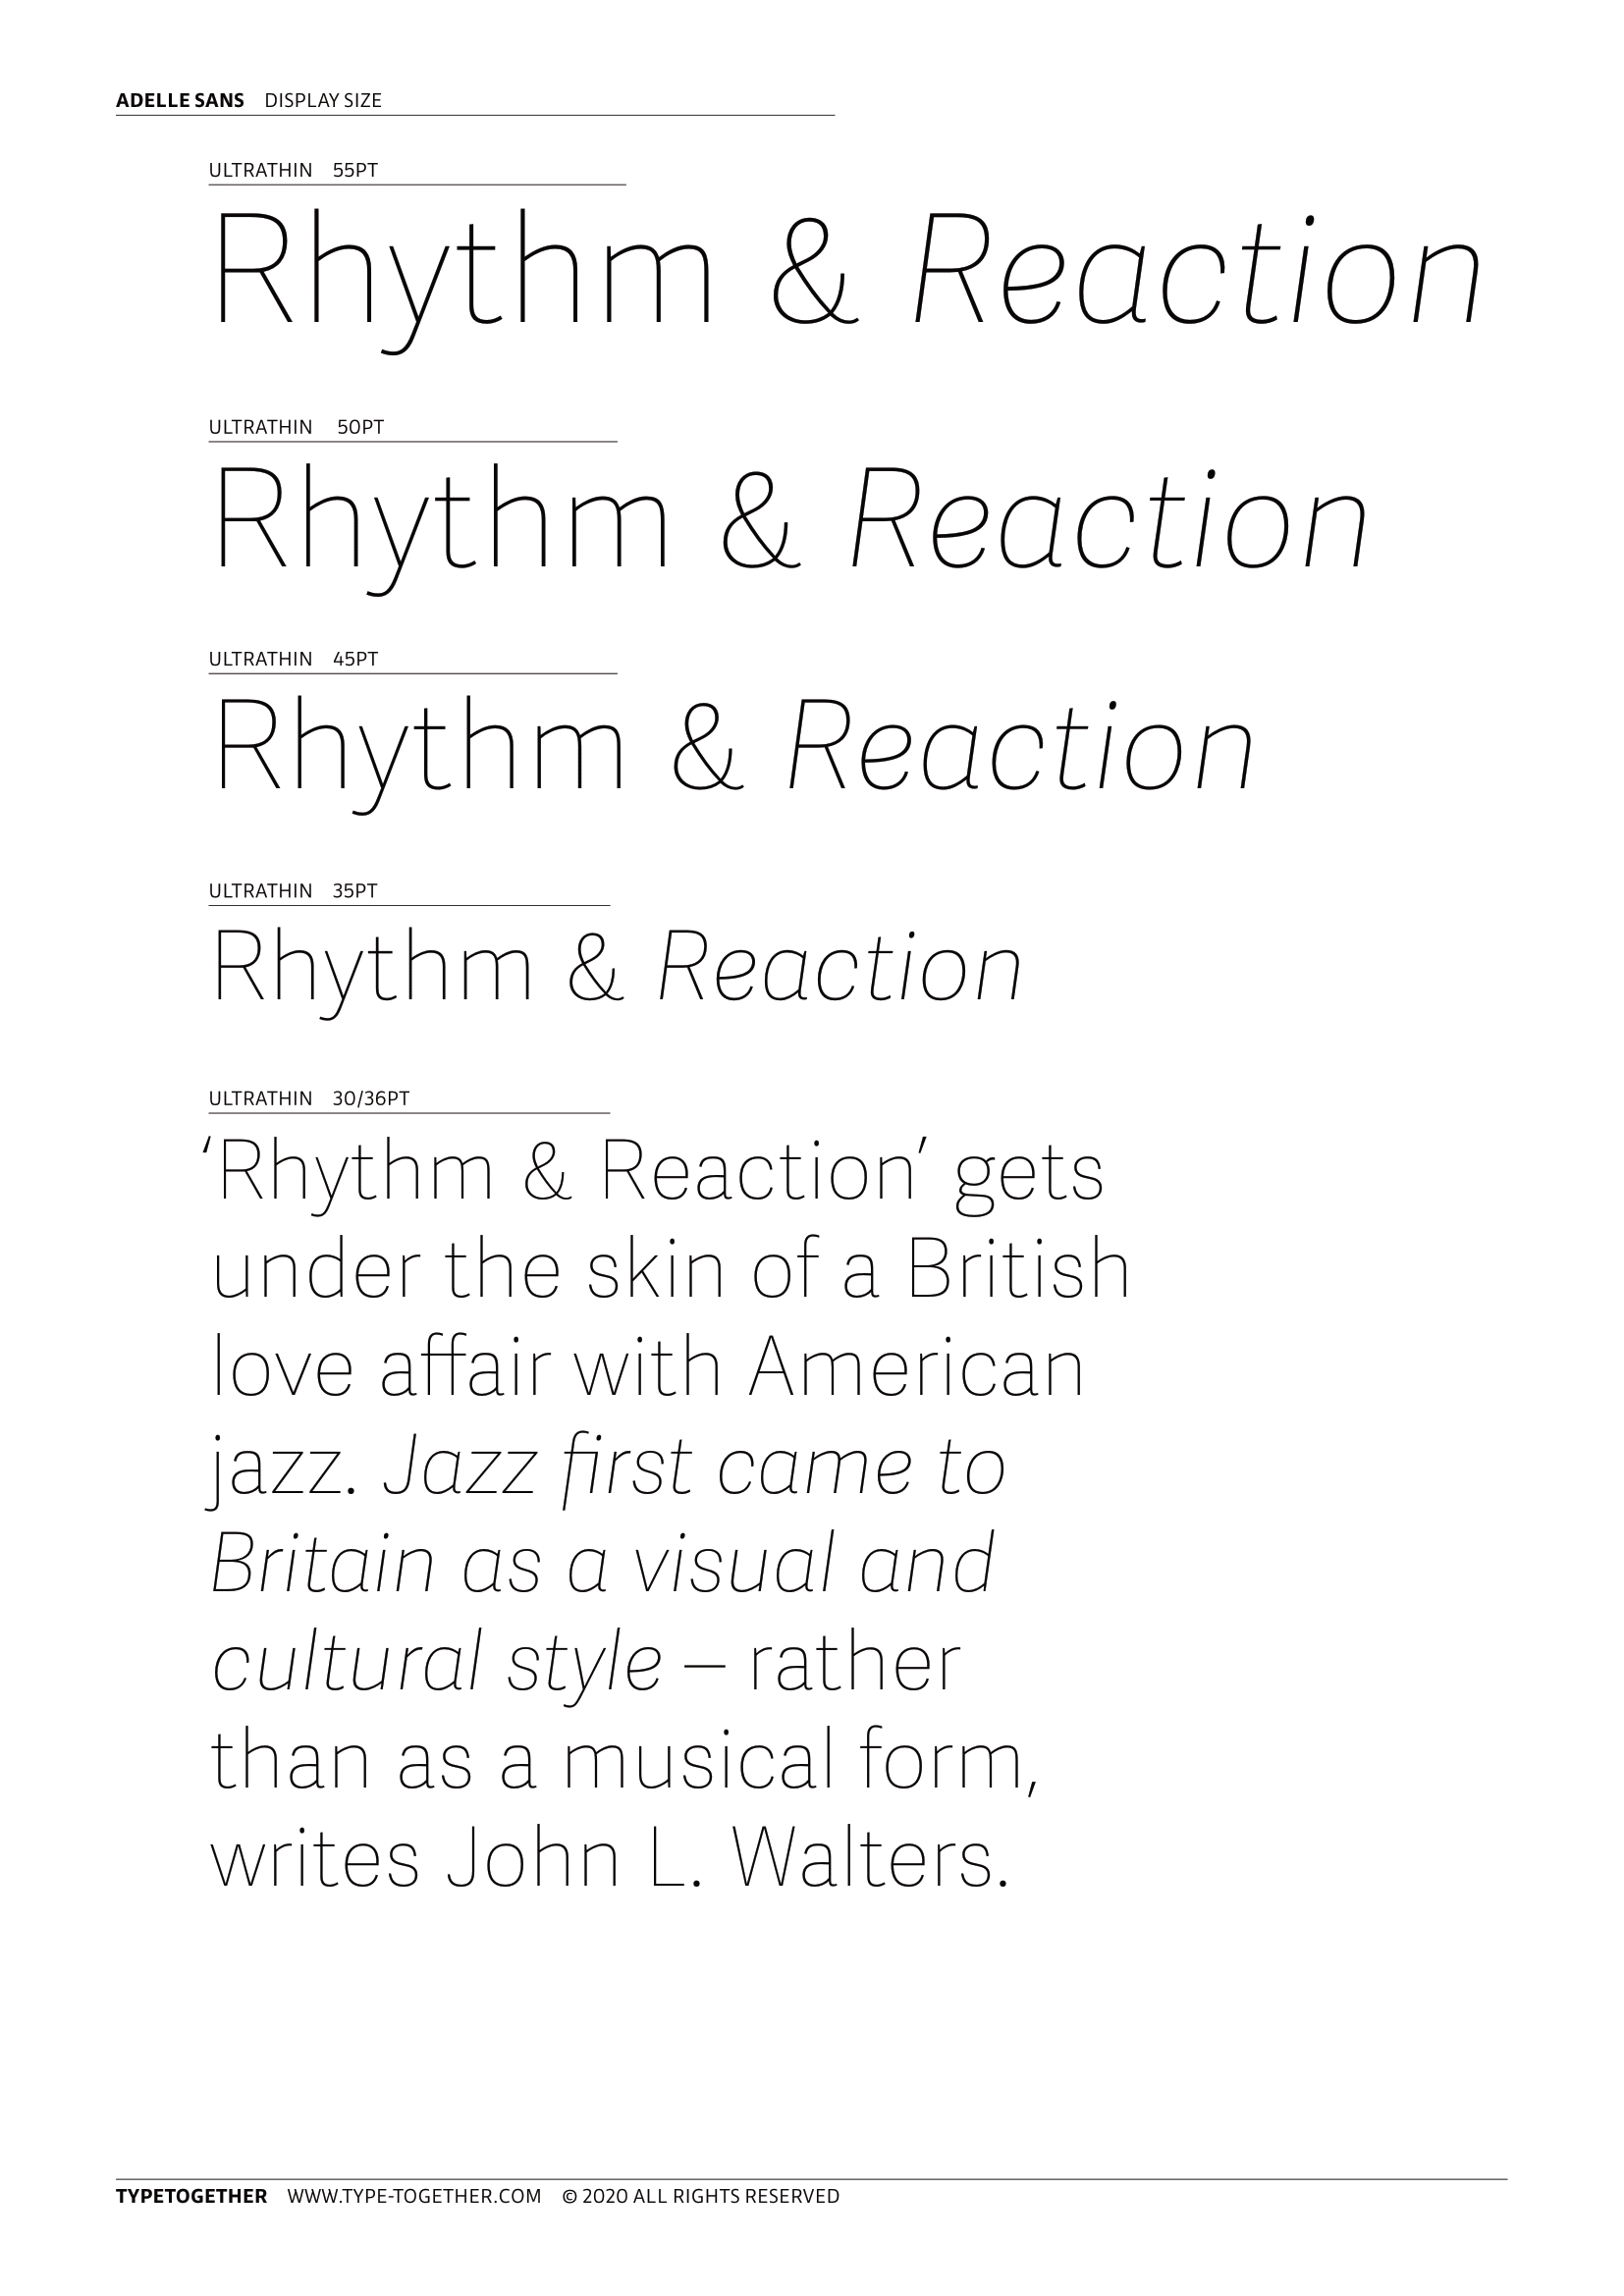 ADELLE SANS DISPLAY SIZE
ULTRATHIN 55PT
Rhythm & Reaction
ULTRATHIN 50PT
Rhythm & Reaction
ULTRATHIN 45PT
Rhythm & Reaction
ULTRATHIN 35PT
Rhythm & Reaction
ULTRATHIN 30/36PT
‘Rhythm & Reaction’ gets
under the skin of a British
love affair with American
jazz. Jazz first came to
Britain as a visual and
cultural style – rather
than as a musical form,
writes John L. Walters.
TYPETOGETHER WWW.TYPE-TOGETHER.COM © 2020 ALL RIGHTS RESERVED